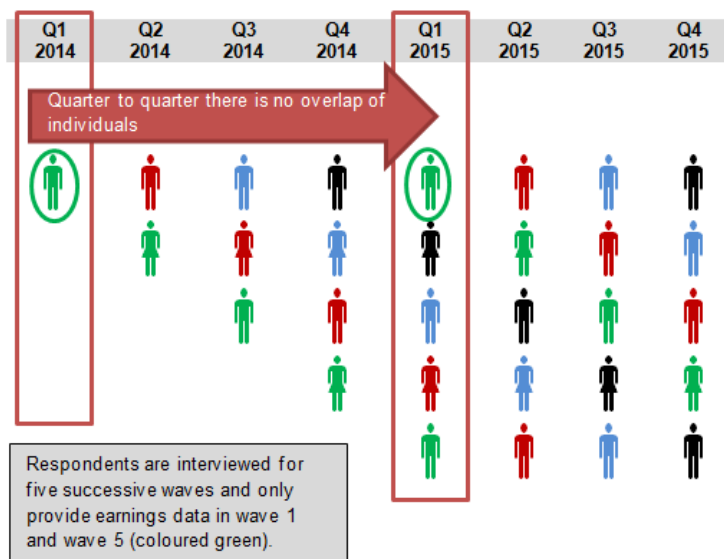 Q1 Q2 Q3 Q4 Q1 Q2 Q3 Q4
2014 2014 2014 2014 2015 2015 2015 2015
Quarter to quarter there is no overlap of
individuals
Respondents are interviewed for
five successive waves and only
provide earnings data in wave 1
and wave 5 (coloured green).